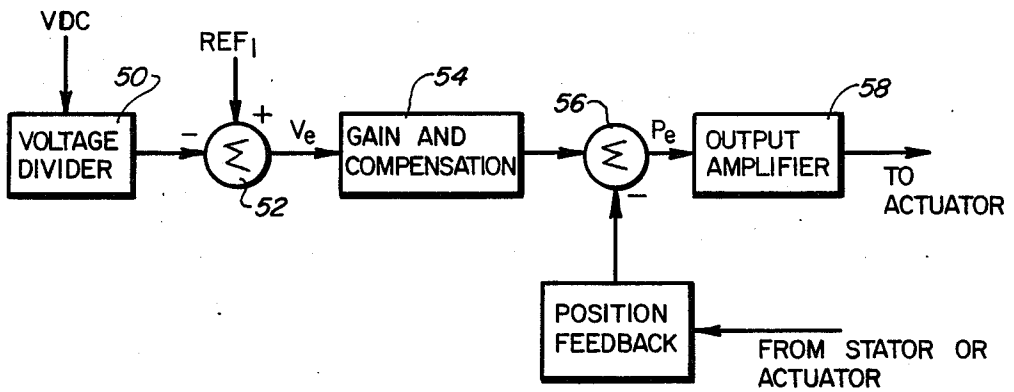 VDC
REF1
50
54
56
58
VOLTAGE
DIVIDER
-
+
Σ
52
Ve
GAIN AND
COMPENSATION
Σ
-
Pe
OUTPUT
AMPLIFIER
TO
ACTUATOR
POSITION
FEEDBACK
FROM STATOR OR
ACTUATOR